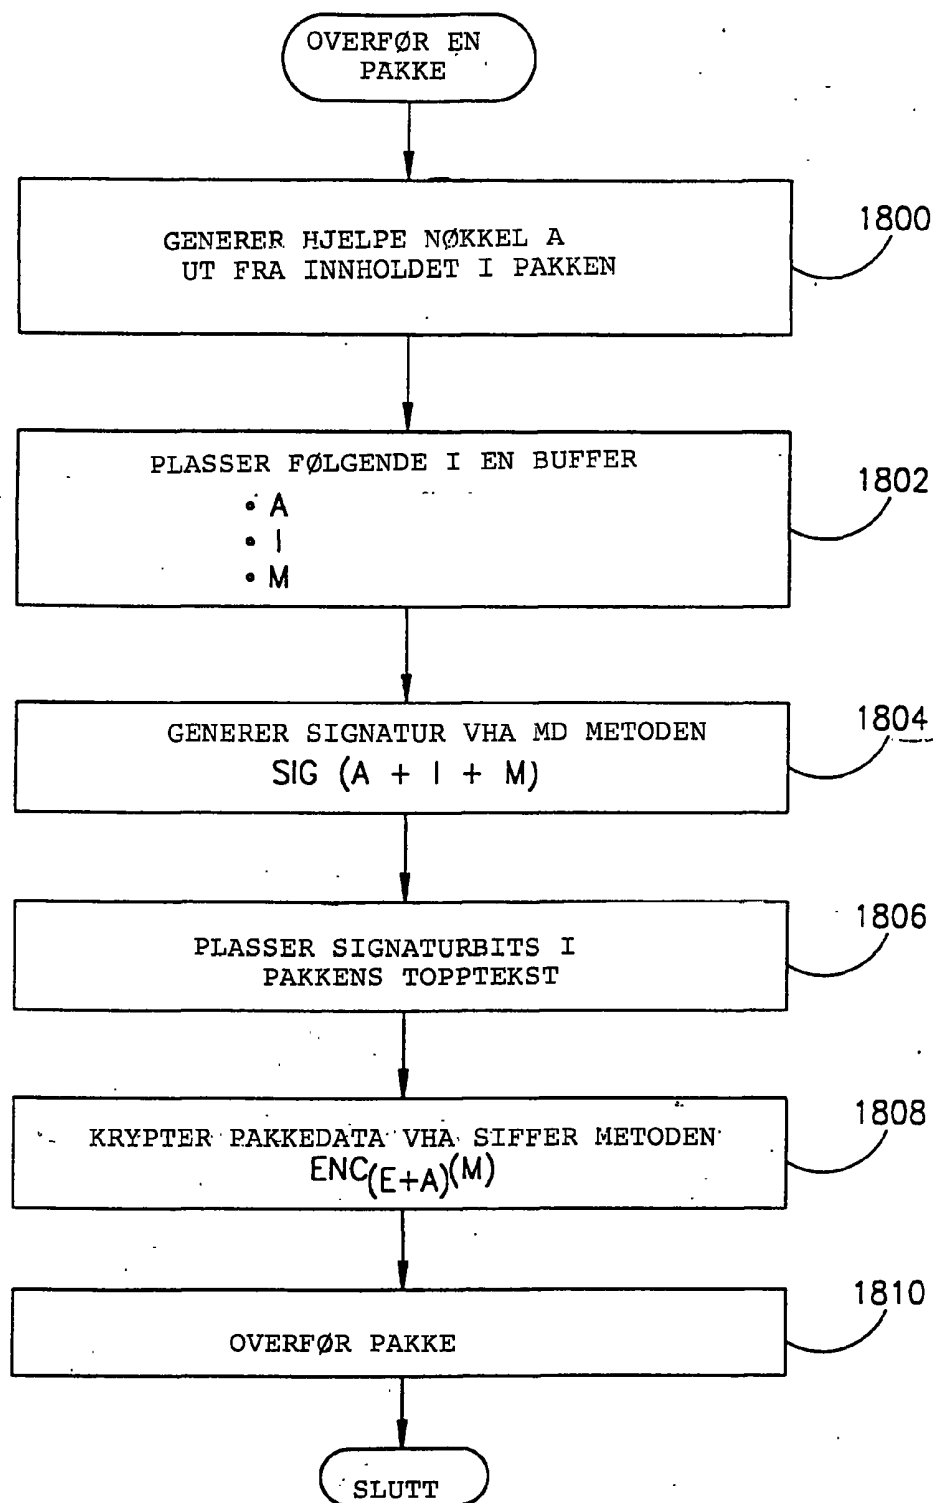 OVERFØR EN
PAKKE
GENERER HJELPE NØKKEL A
UT FRA INNHOLDET I PAKKEN
1800
PLASSER FØLGENDE I EN BUFFER
• A
• I
• M
1802
GENERER SIGNATUR VHA MD METODEN
SIG (A + I + M)
1804
PLASSER SIGNATURBITS I
PAKKENS TOPPTEKST
1806
KRYPTER PAKKEDATA VHA SIFFER METODEN
ENC(E+A)(M)
1808
OVERFØR PAKKE
1810
SLUTT